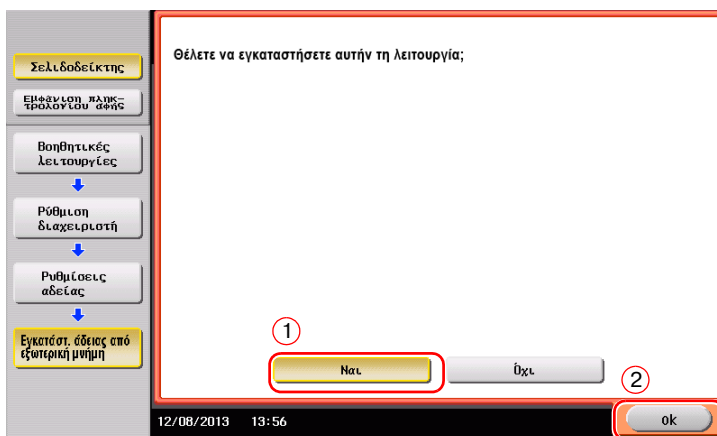 Σελιδοδείκτης
Εμφάνιση πληκ-
τρολογίου αφής
Βοηθητικές
λειτουργίες
Ρύθμιση
διαχειριστή
Ρυθμίσεις
αδείας
Εγκατάστ. άδειας από
εξωτερική μνήμη
Θέλετε να εγκαταστήσετε αυτήν τη λειτουργία;
1
Ναι
Όχι
2
12/08/2013 13:56
ok